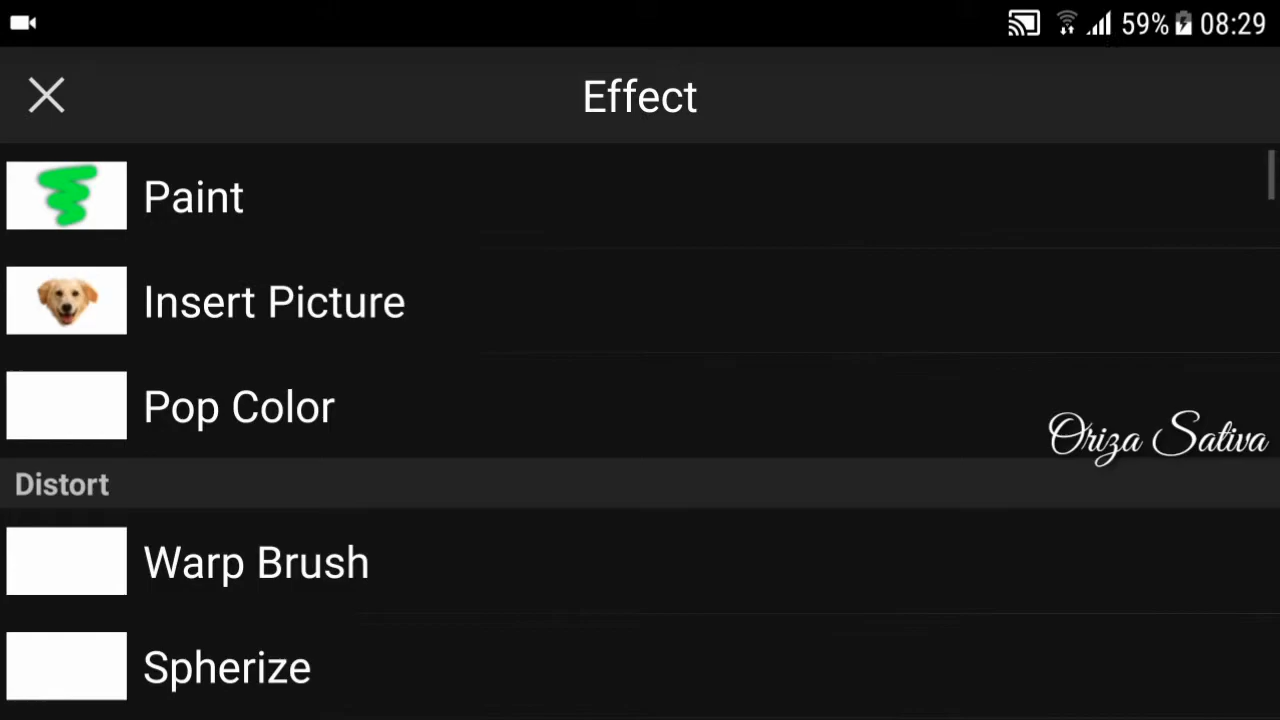 59% 08:29
Effect
Paint
Insert Picture
Pop Color
Oriza Sativa
Distort
Warp Brush
Spherize